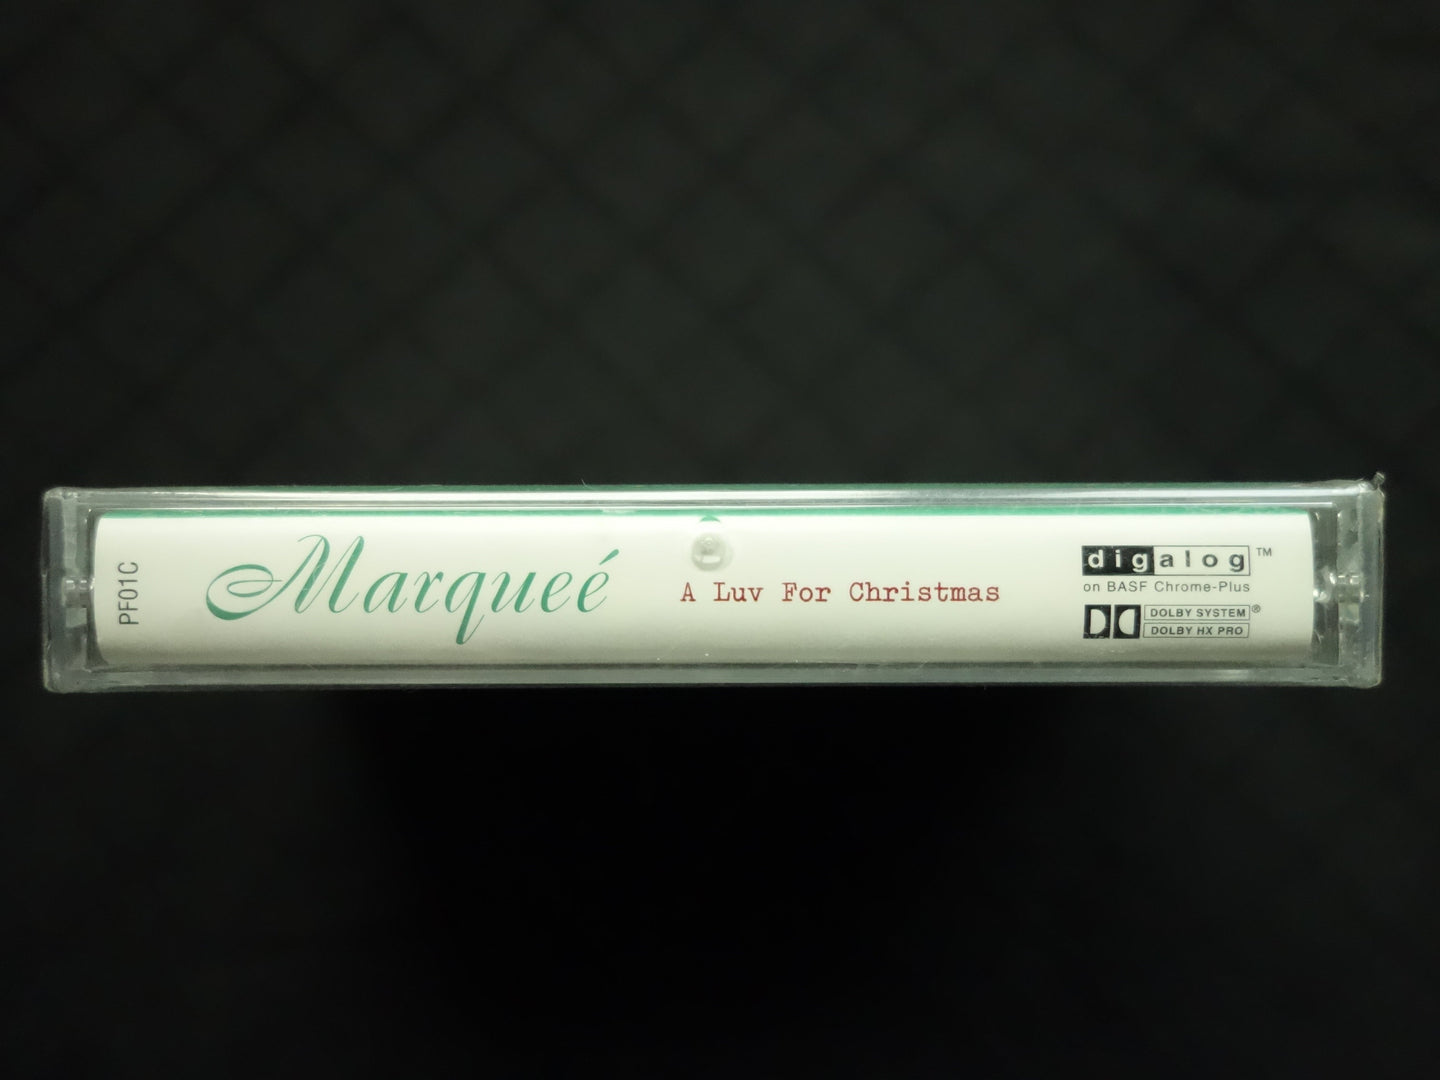 PF01C
Marqueé
A Luv For Christmas
digalog™
on BASF Chrome-Plus
DOLBY SYSTEM®
DOLBY HX PRO